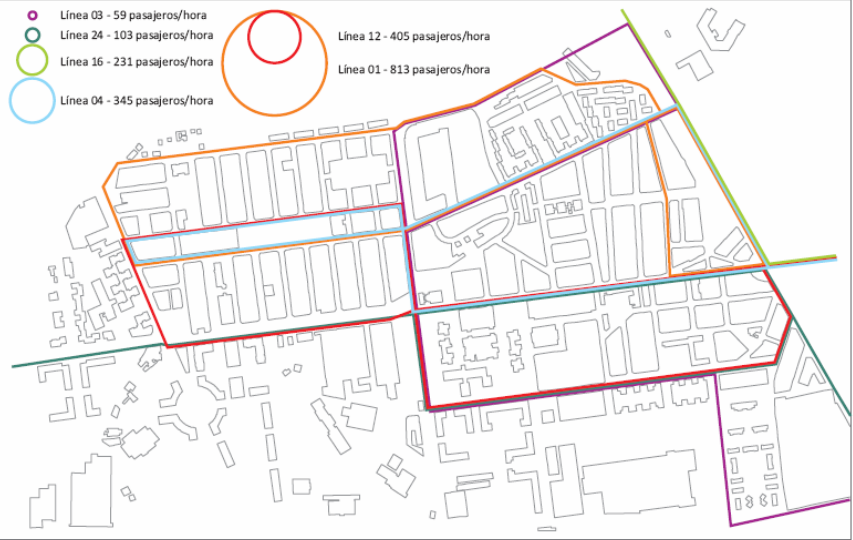 Línea 03 - 59 pasajeros/hora
Línea 24 - 103 pasajeros/hora
Línea 16 - 231 pasajeros/hora
Línea 04 - 345 pasajeros/hora
Línea 12 - 405 pasajeros/hora
Línea 01 - 813 pasajeros/hora